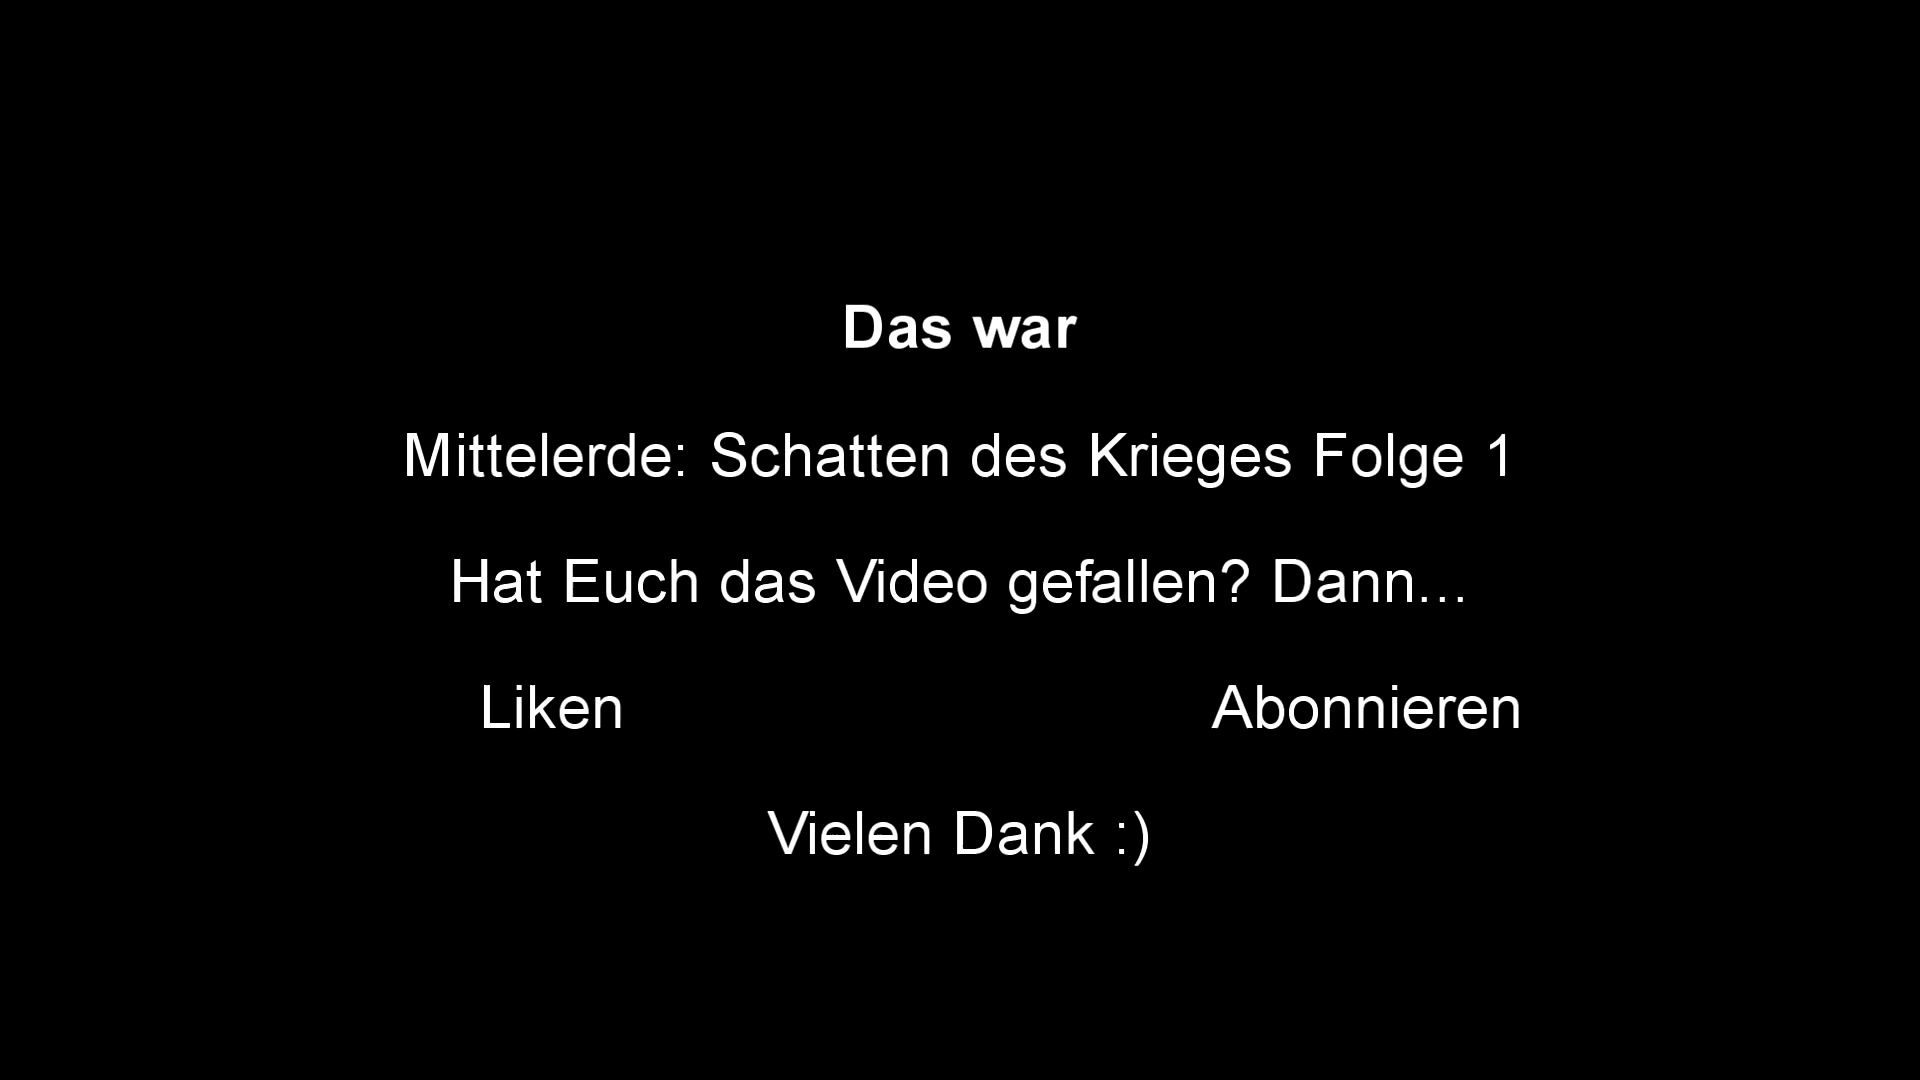 Das war
Mittelerde: Schatten des Krieges Folge 1
Hat Euch das Video gefallen? Dann...
Liken Abonnieren
Vielen Dank :)